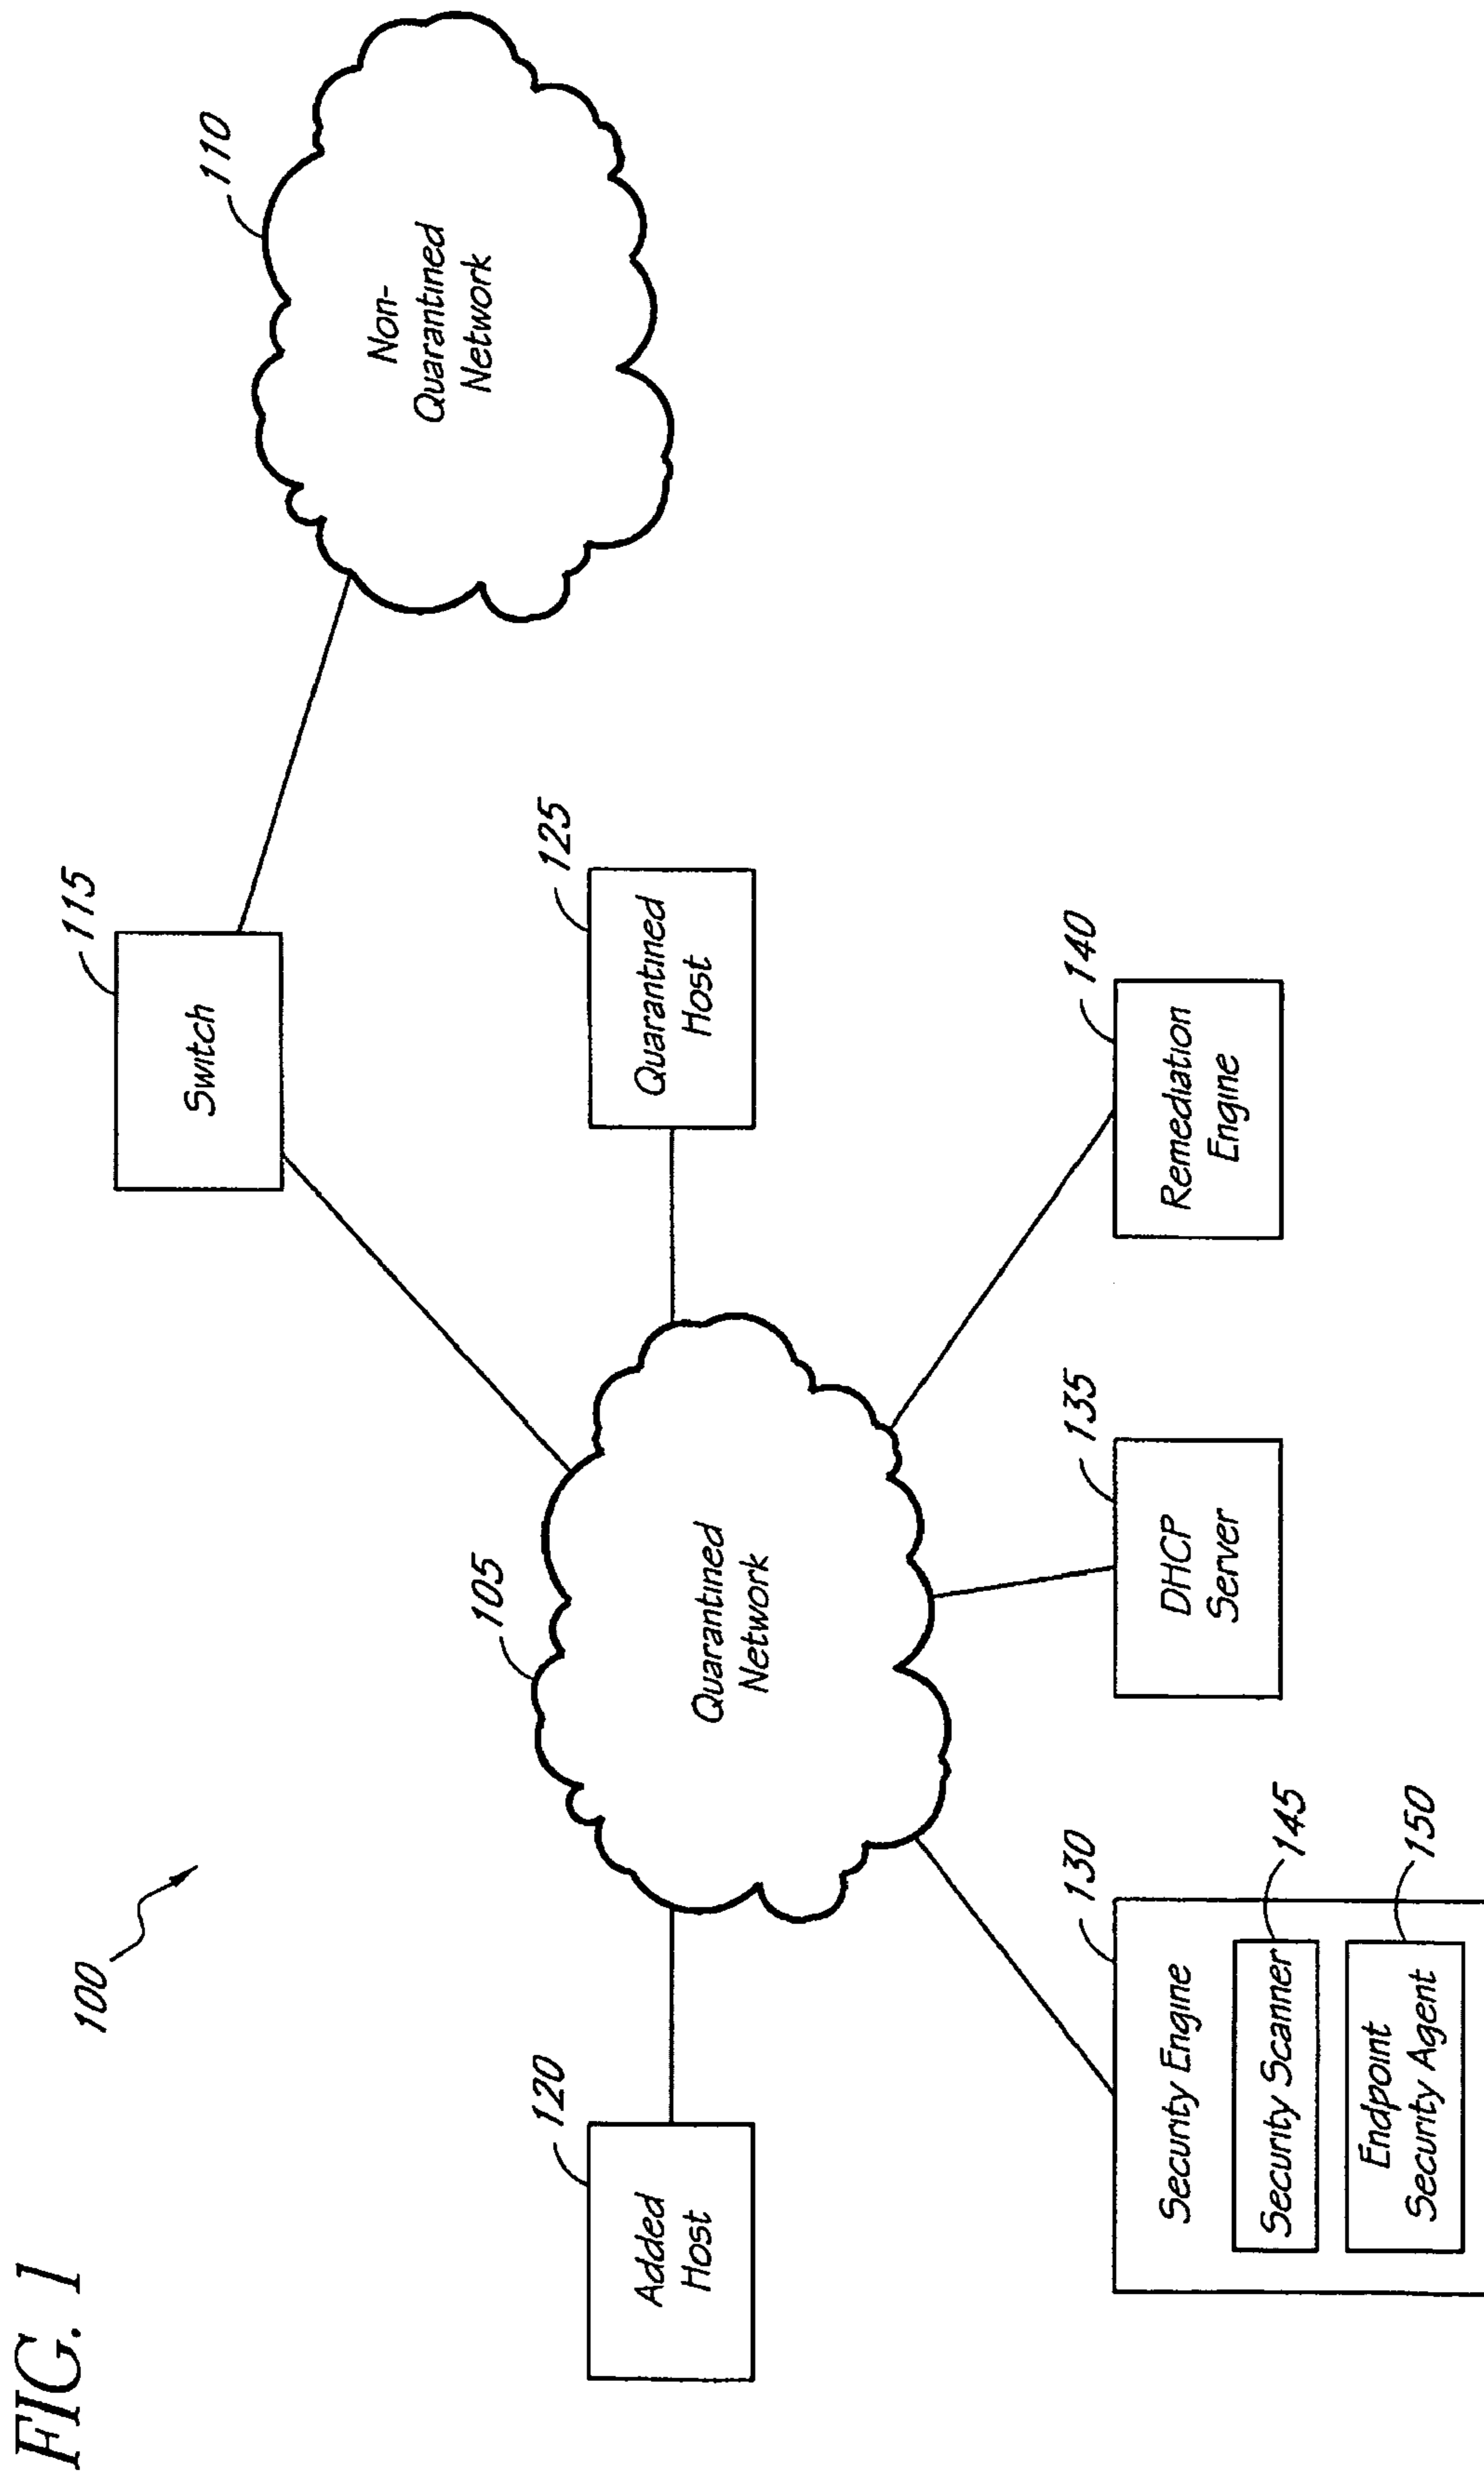 FIG. 1
100
115
Switch
110
Non-
Quarantined
Network
105
Quarantined
Network
120
Added
Host
125
Quarantined
Host
130
Security Engine
Security Scanner
145
Endpoint
Security Agent
150
135
DHCP
Server
140
Remediation
Engine